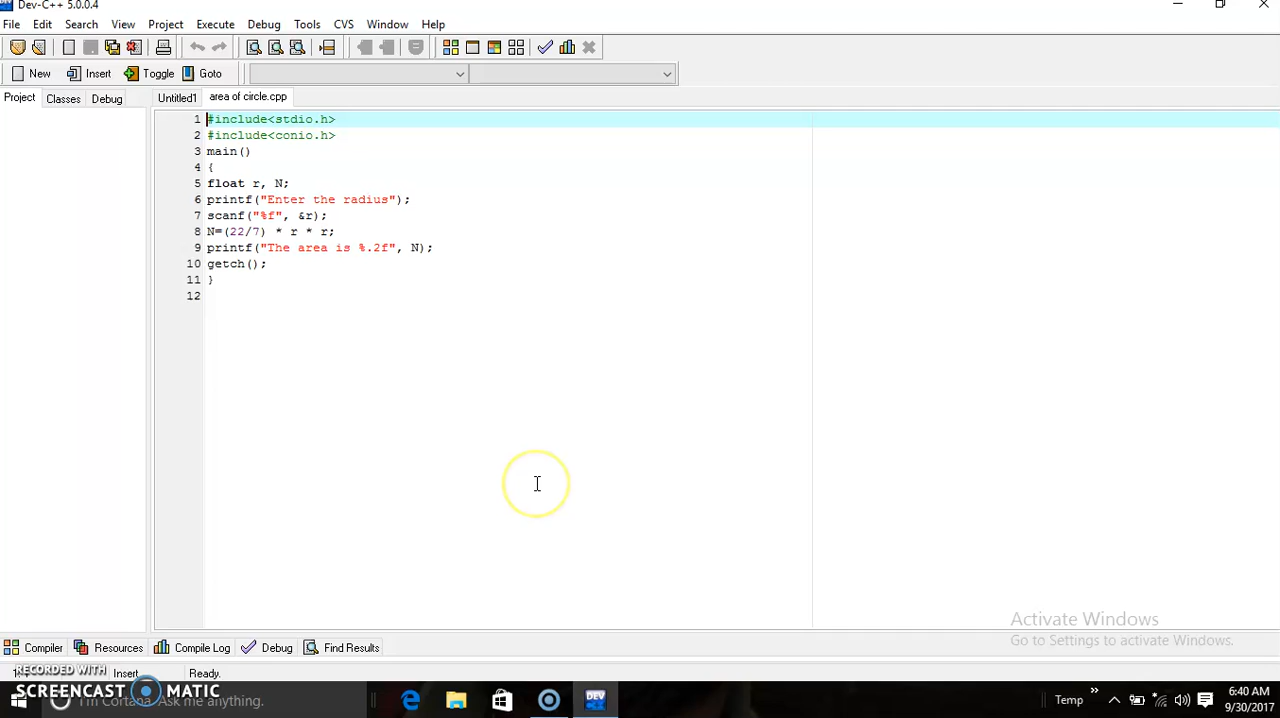 Dev-C++ 5.0.0.4
File Edit Search View Project Execute Debug Tools CVS Window Help
New Insert Toggle Goto
Project Classes Debug Untitled1 area of circle.cpp
1 #include<stdio.h>
2 #include<conio.h>
3 main()
4 {
5 float r, N;
6 printf("Enter the radius");
7 scanf("%f", &r);
8 N=(22/7) * r * r;
9 printf("The area is %.2f", N);
10 getch();
11 }
12
Activate Windows
Go to Settings to activate Windows.
Compiler Resources Compile Log Debug Find Results
Insert Ready.
RECORDED WITH
SCREENCAST MATIC
I'm Cortana. Ask me anything.
DEV
Temp
6:40 AM
9/30/2017